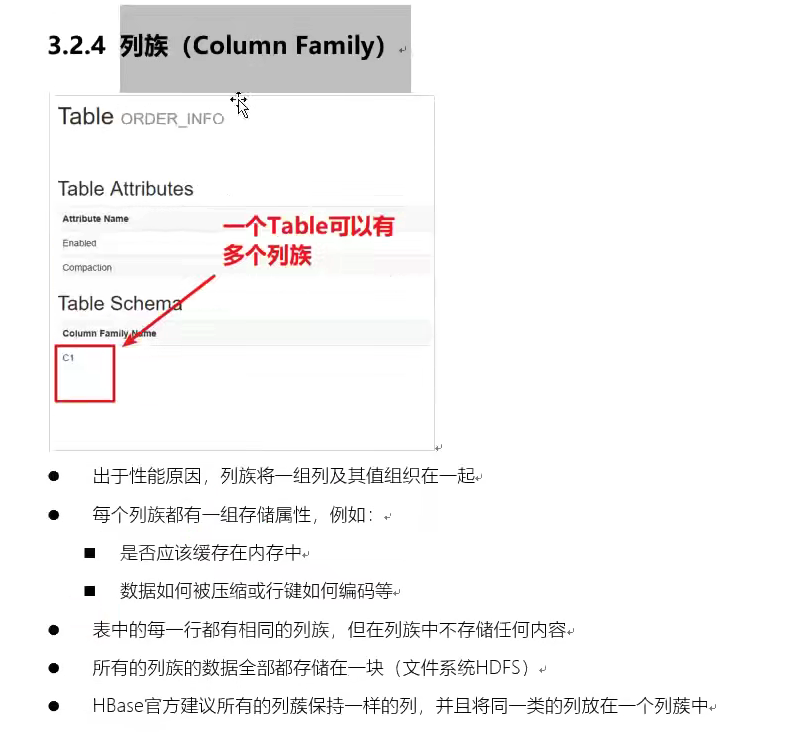 3.2.4 列族（Column Family）
Table ORDER_INFO
Table Attributes
Attribute Name
一个Table可以有
多个列族
Enabled
Compaction
Table Schema
Column Family Name
C1
● 出于性能原因，列族将一组列及其值组织在一起
● 每个列族都有一组存储属性，例如：
■ 是否应该缓存在内存中
■ 数据如何被压缩或行键如何编码等
● 表中的每一行都有相同的列族，但在列族中不存储任何内容
● 所有的列族的数据全部都存储在一块（文件系统HDFS）
● HBase官方建议所有的列蔟保持一样的列，并且将同一类的列放在一个列蔟中